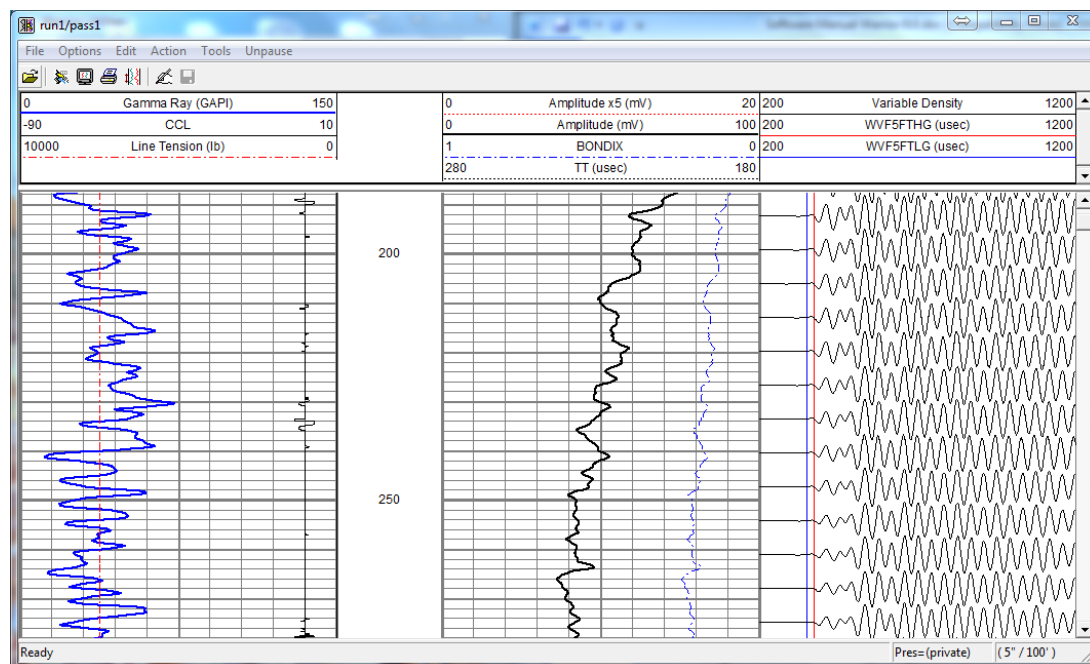 run1/pass1
File Options Edit Action Tools Unpause
0 Gamma Ray (GAPI) 150
-90 CCL 10
10000 Line Tension (lb) 0
0 Amplitude x5 (mV) 20
0 Amplitude (mV) 100
1 BONDIX 0
280 TT (usec) 180
200 Variable Density 1200
200 WVF5FTHG (usec) 1200
200 WVF5FTLG (usec) 1200
200
250
Ready
Pres=(private)
( 5" / 100' )